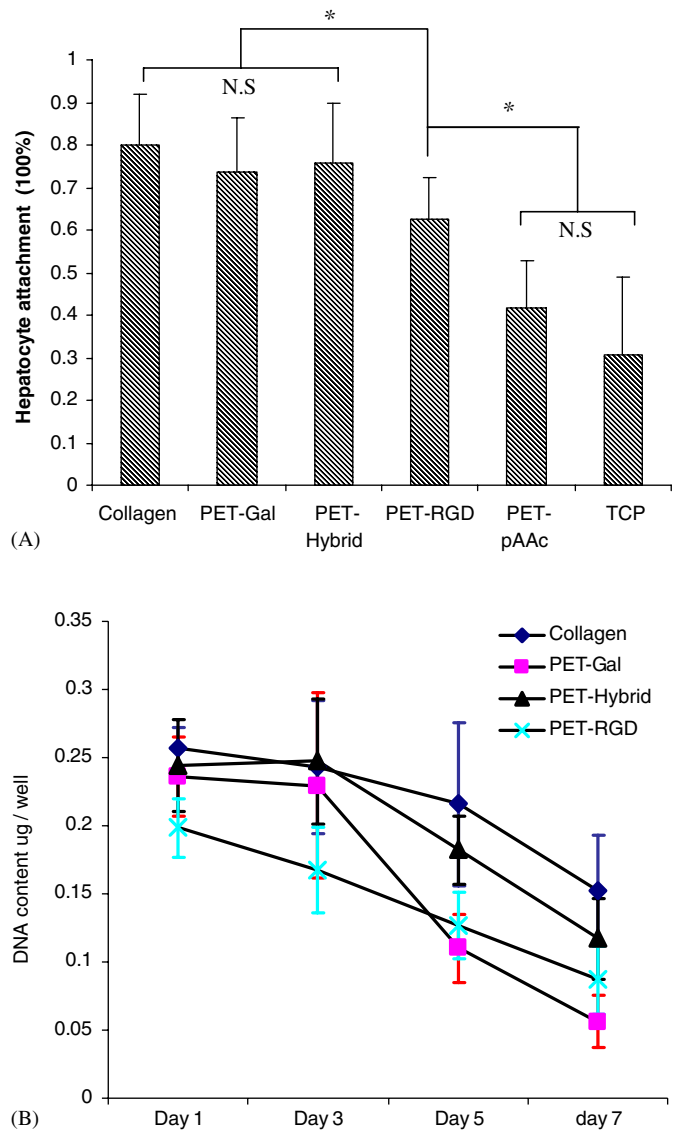 *
1
N.S
0.9
*
0.8
0.7
0.6
N.S
0.5
0.4
0.3
0.2
0.1
0
Hepatocyte attachment (100%)
Collagen PET-Gal PET-Hybrid PET-RGD PET-pAAc TCP
(A)
0.35
Collagen
PET-Gal
0.3
PET-Hybrid
PET-RGD
0.25
0.2
0.15
0.1
0.05
0
DNA content ug / well
Day 1 Day 3 Day 5 day 7
(B)